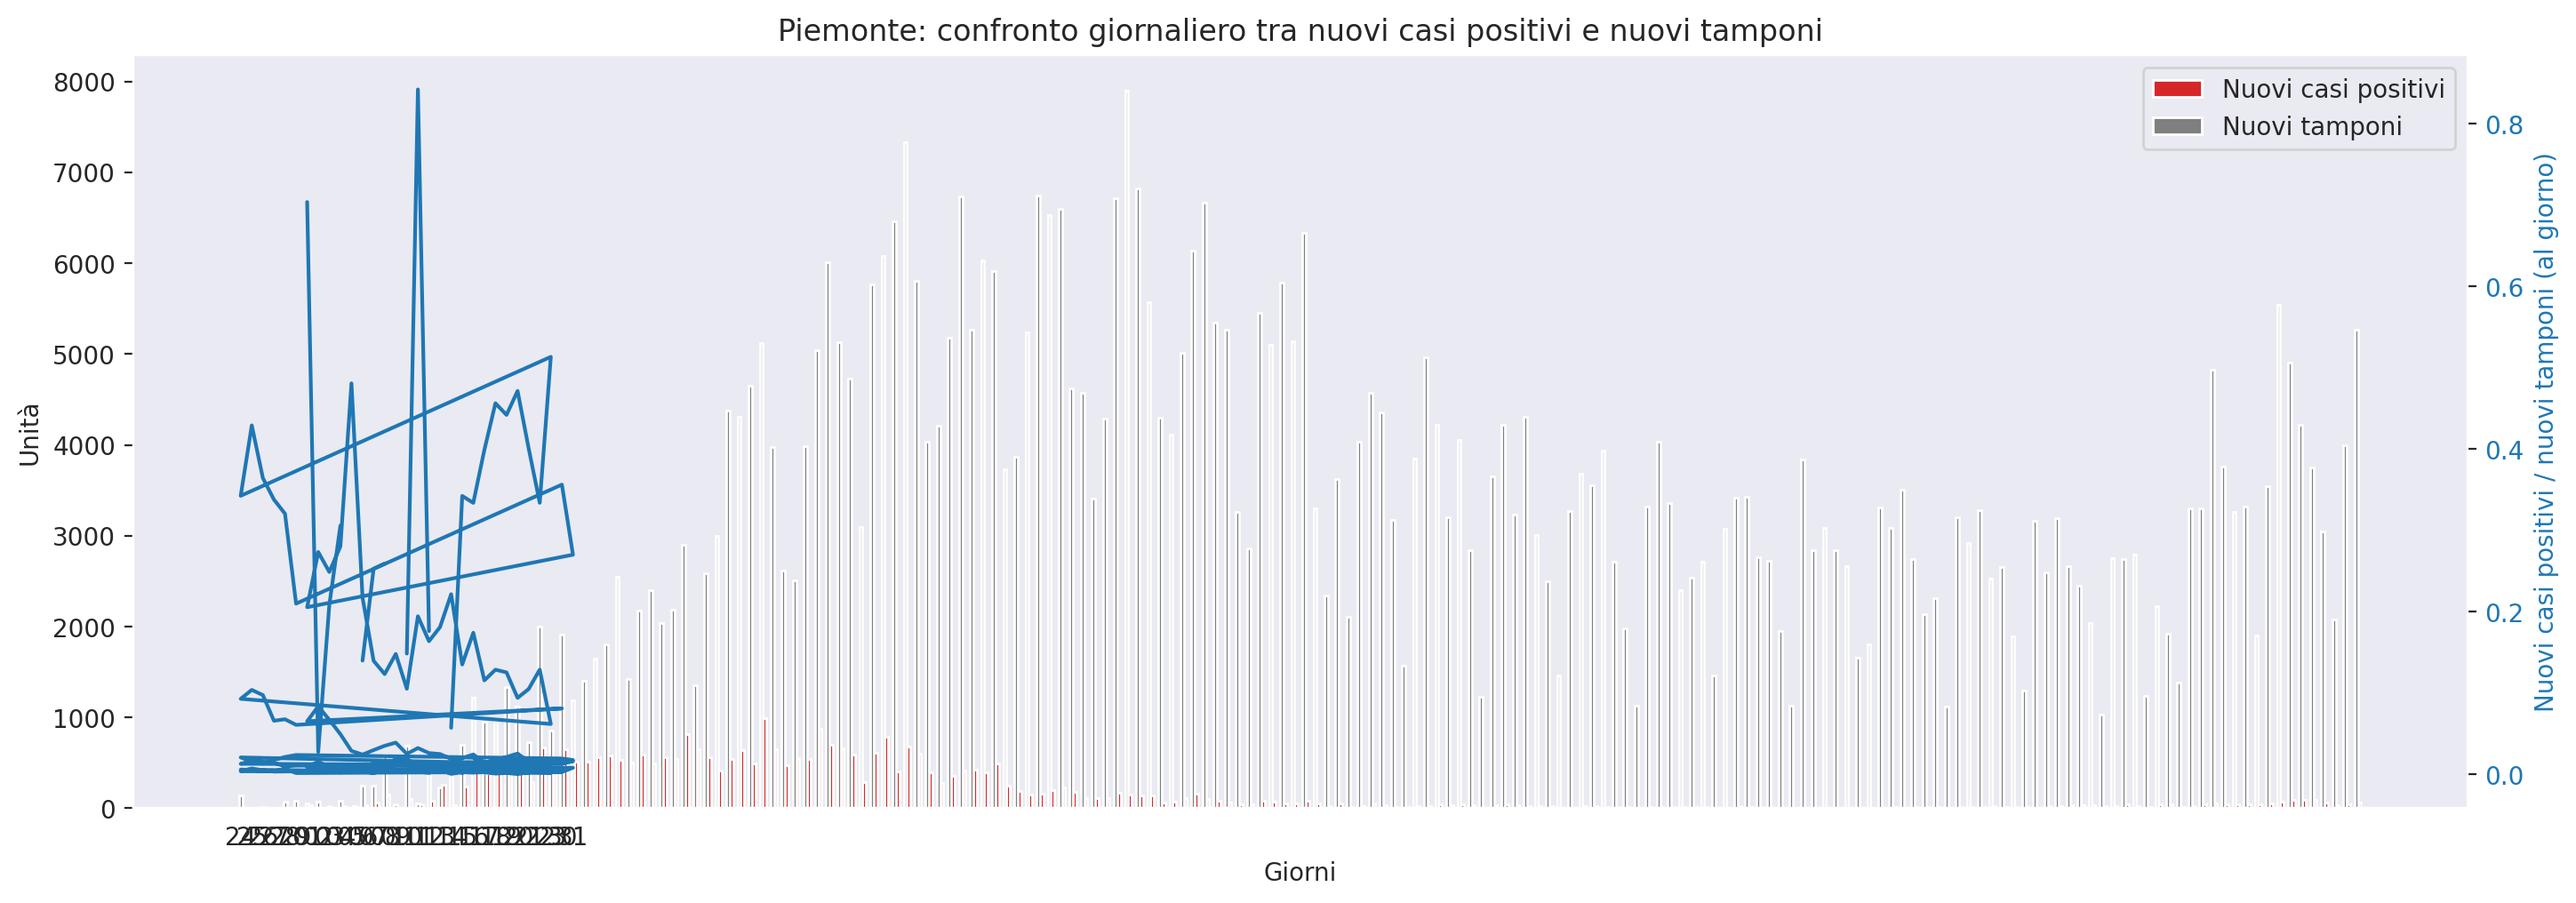 Piemonte: confronto giornaliero tra nuovi casi positivi e nuovi tamponi
Nuovi casi positivi
Nuovi tamponi
8000
7000
6000
5000
4000
3000
2000
1000
0
Unità
0.8
0.6
0.4
0.2
0.0
Nuovi casi positivi / nuovi tamponi (al giorno)
Giorni